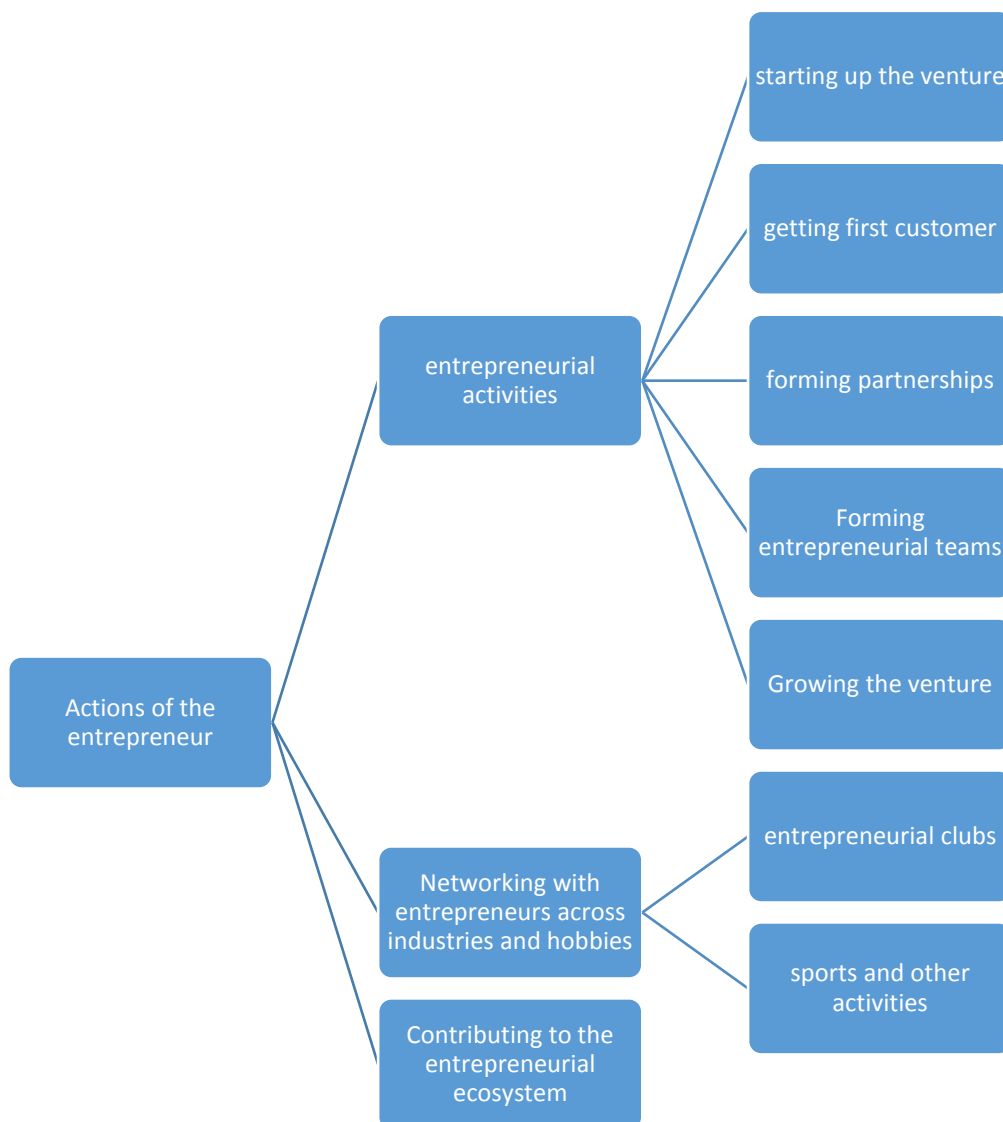 starting up the venture
getting first customer
entrepreneurial
activities
forming partnerships
Forming
entrepreneurial teams
Growing the venture
Actions of the
entrepreneur
entrepreneurial clubs
Networking with
entrepreneurs across
industries and hobbies
sports and other
activities
Contributing to the
entrepreneurial
ecosystem